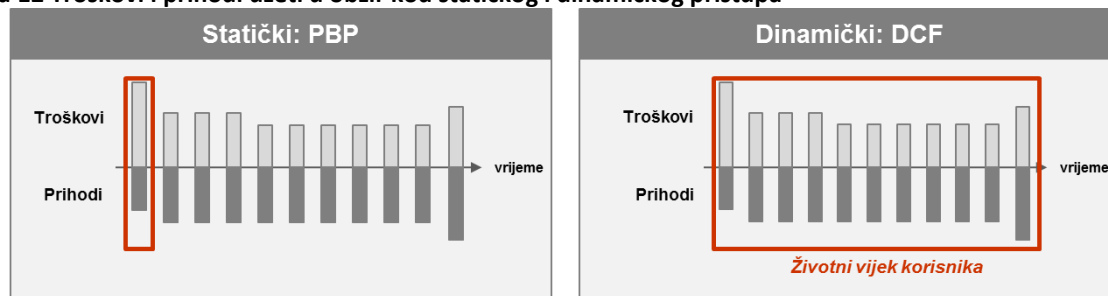 Statički: PBP
Troškovi
vrijeme
Prihodi
Dinamički: DCF
Troškovi
vrijeme
Prihodi
Životni vijek korisnika